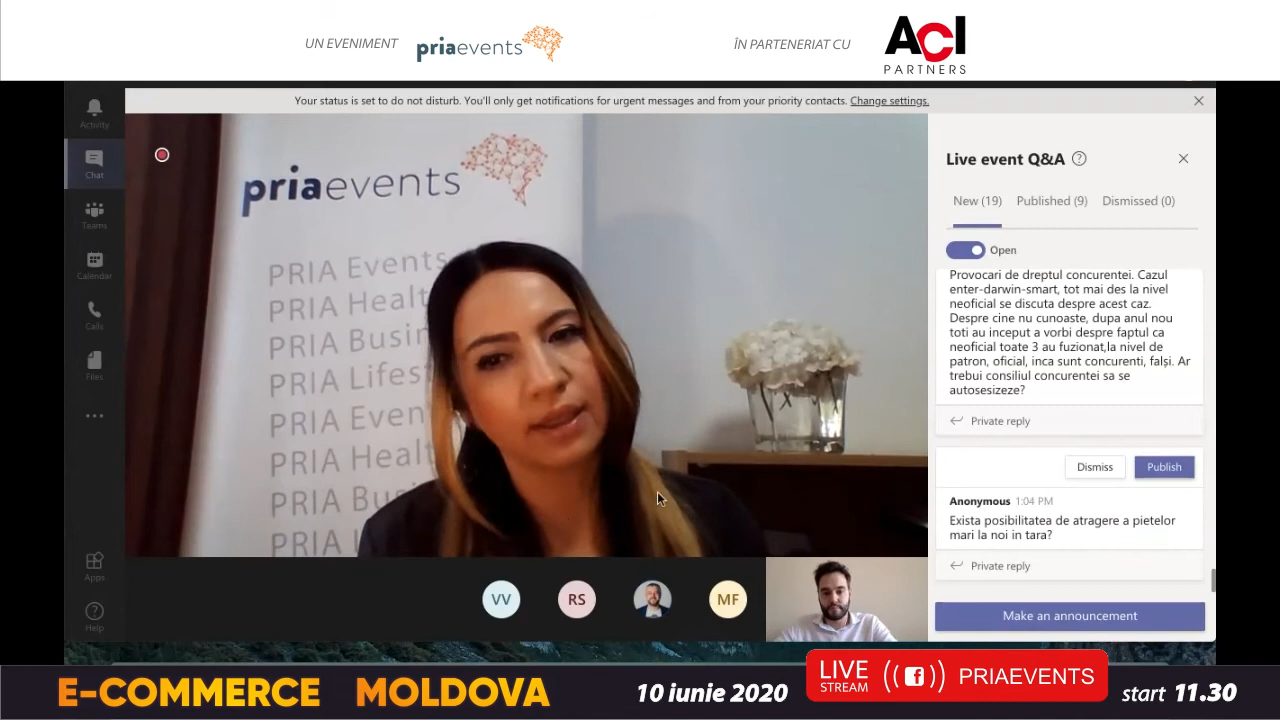 UN EVENIMENT
priaevents
ÎN PARTENERIAT CU
ACI
PARTNERS
Your status is set to do not disturb. You'll only get notifications for urgent messages and from your priority contacts. Change settings.
Activity
Chat
Teams
Calendar
Calls
Files
Apps
Help
priaevents
PRIA Events
PRIA Healt
PRIA Busin
PRIA Lifest
PRIA Even
PRIA Healt
PRIA Bus
PRIA L
VV
RS
MF
Live event Q&A
New (19) Published (9) Dismissed (0)
Open
Provocari de dreptul concurentei. Cazul
enter-darwin-smart, tot mai des la nivel
neoficial se discuta despre acest caz.
Despre cine nu cunoaste, dupa anul nou
toti au inceput a vorbi despre faptul ca
neoficial toate 3 au fuzionat,la nivel de
patron, oficial, inca sunt concurenti, falși. Ar
trebui consiliul concurentei sa se
autosesizeze?
Private reply
Dismiss Publish
Anonymous 1:04 PM
Exista posibilitatea de atragere a pietelor
mari la noi in tara?
Private reply
Make an announcement
E-COMMERCE MOLDOVA
10 iunie 2020
LIVE
STREAM
PRIAEVENTS
start 11.30